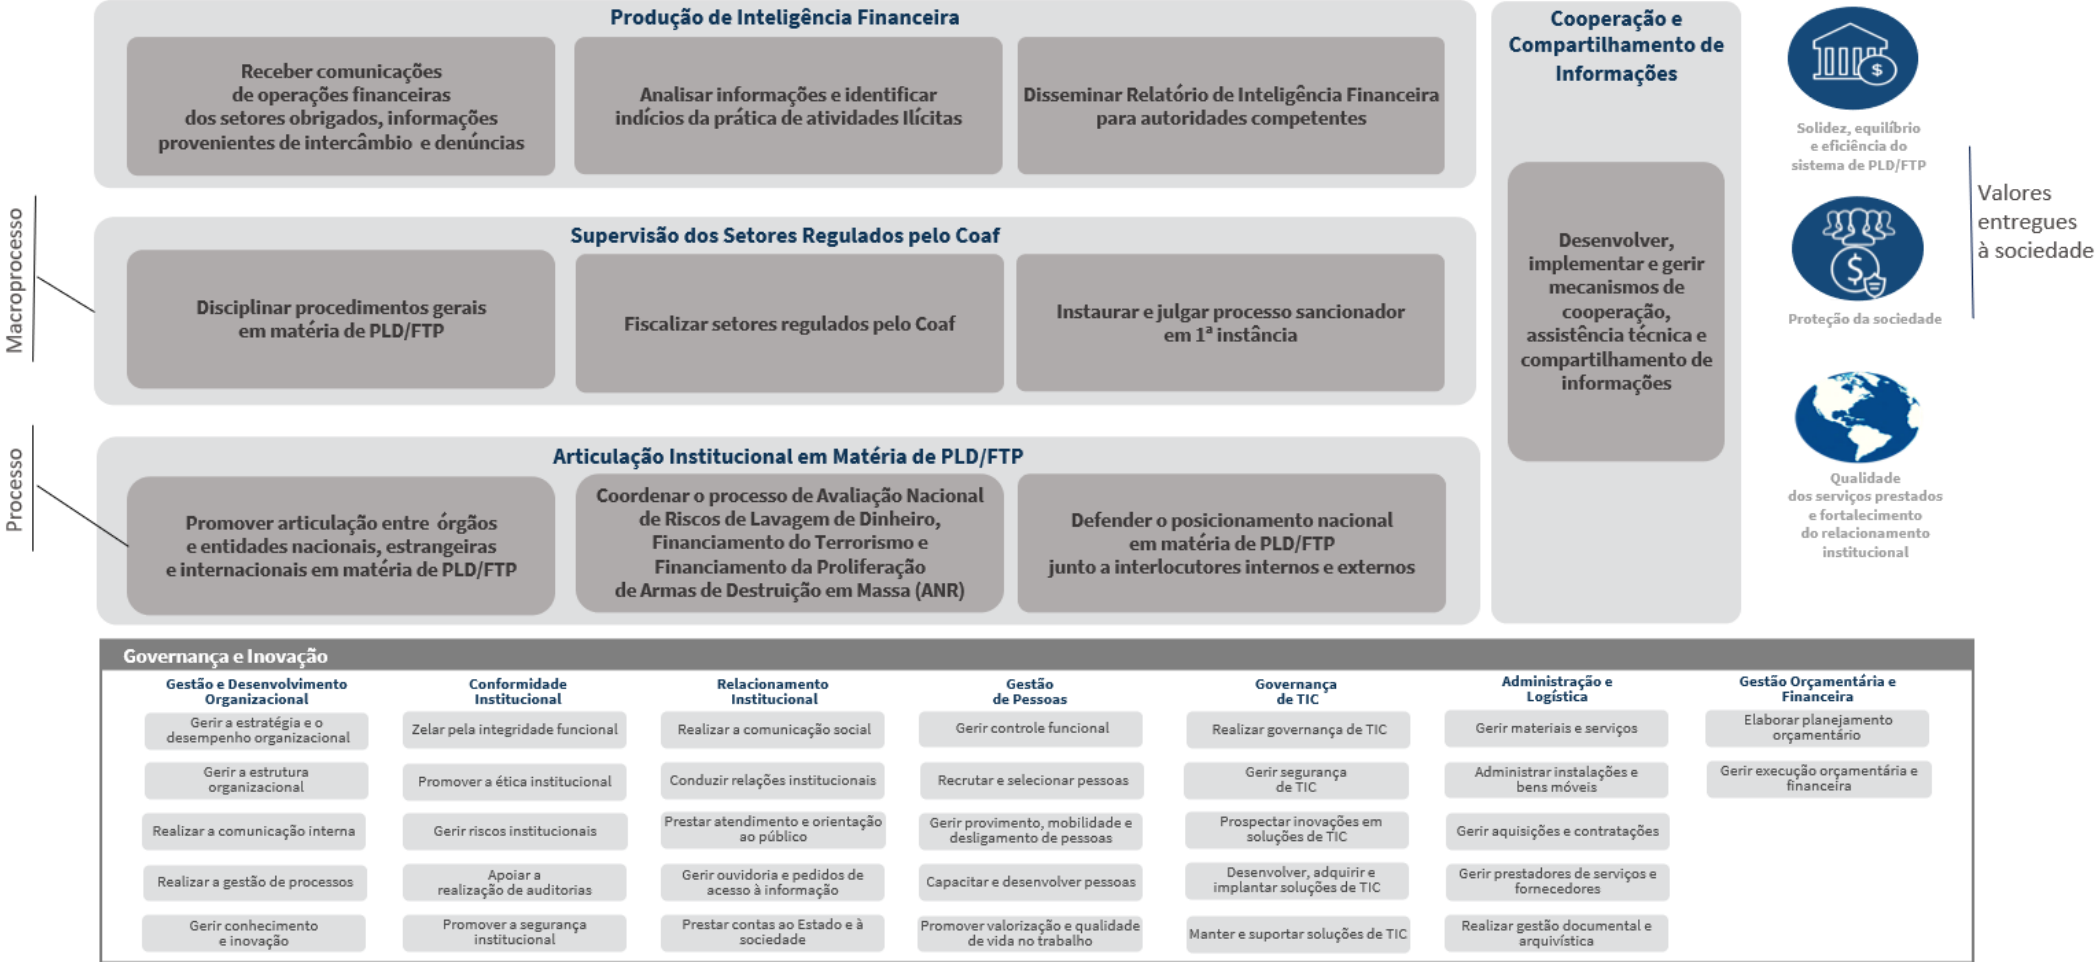 Produção de Inteligência Financeira
Receber comunicações
de operações financeiras
dos setores obrigados, informações
provenientes de intercâmbio e denúncias
Analisar informações e identificar
indícios da prática de atividades Ilícitas
Disseminar Relatório de Inteligência Financeira
para autoridades competentes
Macroprocesso
Supervisão dos Setores Regulados pelo Coaf
Disciplinar procedimentos gerais
em matéria de PLD/FTP
Fiscalizar setores regulados pelo Coaf
Instaurar e julgar processo sancionador
em 1ª instância
Processo
Articulação Institucional em Matéria de PLD/FTP
Promover articulação entre órgãos
e entidades nacionais, estrangeiras
e internacionais em matéria de PLD/FTP
Coordenar o processo de Avaliação Nacional
de Riscos de Lavagem de Dinheiro,
Financiamento do Terrorismo e
Financiamento da Proliferação
de Armas de Destruição em Massa (ANR)
Defender o posicionamento nacional
em matéria de PLD/FTP
junto a interlocutores internos e externos
Cooperação e
Compartilhamento de
Informações
Desenvolver,
implementar e gerir
mecanismos de
cooperação,
assistência técnica e
compartilhamento de
informações
$
Solidez, equilíbrio
e eficiência do
sistema de PLD/FTP
$
Proteção da sociedade
Qualidade
dos serviços prestados
e fortalecimento
do relacionamento
institucional
Valores
entregues
à sociedade
Governança e Inovação
Gestão e Desenvolvimento
Organizacional
Gerir a estratégia e o
desempenho organizacional
Gerir a estrutura
organizacional
Realizar a comunicação interna
Realizar a gestão de processos
Gerir conhecimento
e inovação
Conformidade
Institucional
Zelar pela integridade funcional
Promover a ética institucional
Gerir riscos institucionais
Apoiar a
realização de auditorias
Promover a segurança
institucional
Relacionamento
Institucional
Realizar a comunicação social
Conduzir relações institucionais
Prestar atendimento e orientação
ao público
Gerir ouvidoria e pedidos de
acesso à informação
Prestar contas ao Estado e à
sociedade
Gestão
de Pessoas
Gerir controle funcional
Recrutar e selecionar pessoas
Gerir provimento, mobilidade e
desligamento de pessoas
Capacitar e desenvolver pessoas
Promover valorização e qualidade
de vida no trabalho
Governança
de TIC
Realizar governança de TIC
Gerir segurança
de TIC
Prospectar inovações em
soluções de TIC
Desenvolver, adquirir e
implantar soluções de TIC
Manter e suportar soluções de TIC
Administração e
Logística
Gerir materiais e serviços
Administrar instalações e
bens móveis
Gerir aquisições e contratações
Gerir prestadores de serviços e
fornecedores
Realizar gestão documental e
arquivística
Gestão Orçamentária e
Financeira
Elaborar planejamento
orçamentário
Gerir execução orçamentária e
financeira